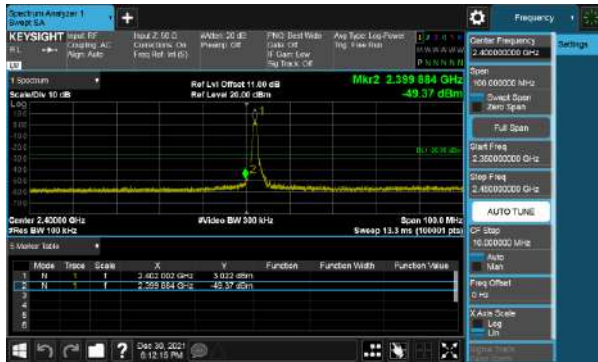 Spectrum Analyzer 1
Swept SA
+
Frequency
KEYSIGHT
Input: RF
Coupling: AC
Align: Auto
Input Z: 50 Ω
Corrections: On
Freq Ref: Int (S)
#Atten: 20 dB
Preamp: Off
PNO: Best Wide
Gate: Off
IF Gain: Low
Sig Track: Off
Avg Type: Log-Power
Trig: Free Run
Center Frequency
2.400000000 GHz
Settings
Span
100.000000 MHz
Swept Span
Zero Span
Full Span
Start Freq
2.350000000 GHz
Stop Freq
2.450000000 GHz
AUTO TUNE
CF Step
10.000000 MHz
Auto
Man
Freq Offset
0 Hz
X Axis Scale
Log
Lin
1 Spectrum
Scale/Div 10 dB
Ref Lvl Offset 11.00 dB
Ref Level 20.00 dBm
Mkr2 2.399 884 GHz
-49.37 dBm
Log
1
2
Center 2.40000 GHz
#Res BW 100 kHz
#Video BW 300 kHz
Span 100.0 MHz
Sweep 13.3 ms (100001 pts)
5 Marker Table
Mode Trace Scale X Y Function Function Width Function Value
1 N 1 f 2.402 002 GHz 3.022 dBm
2 N 1 f 2.399 884 GHz -49.37 dBm
3
4
5
6
?
Dec 30, 2021
6:12:15 PM